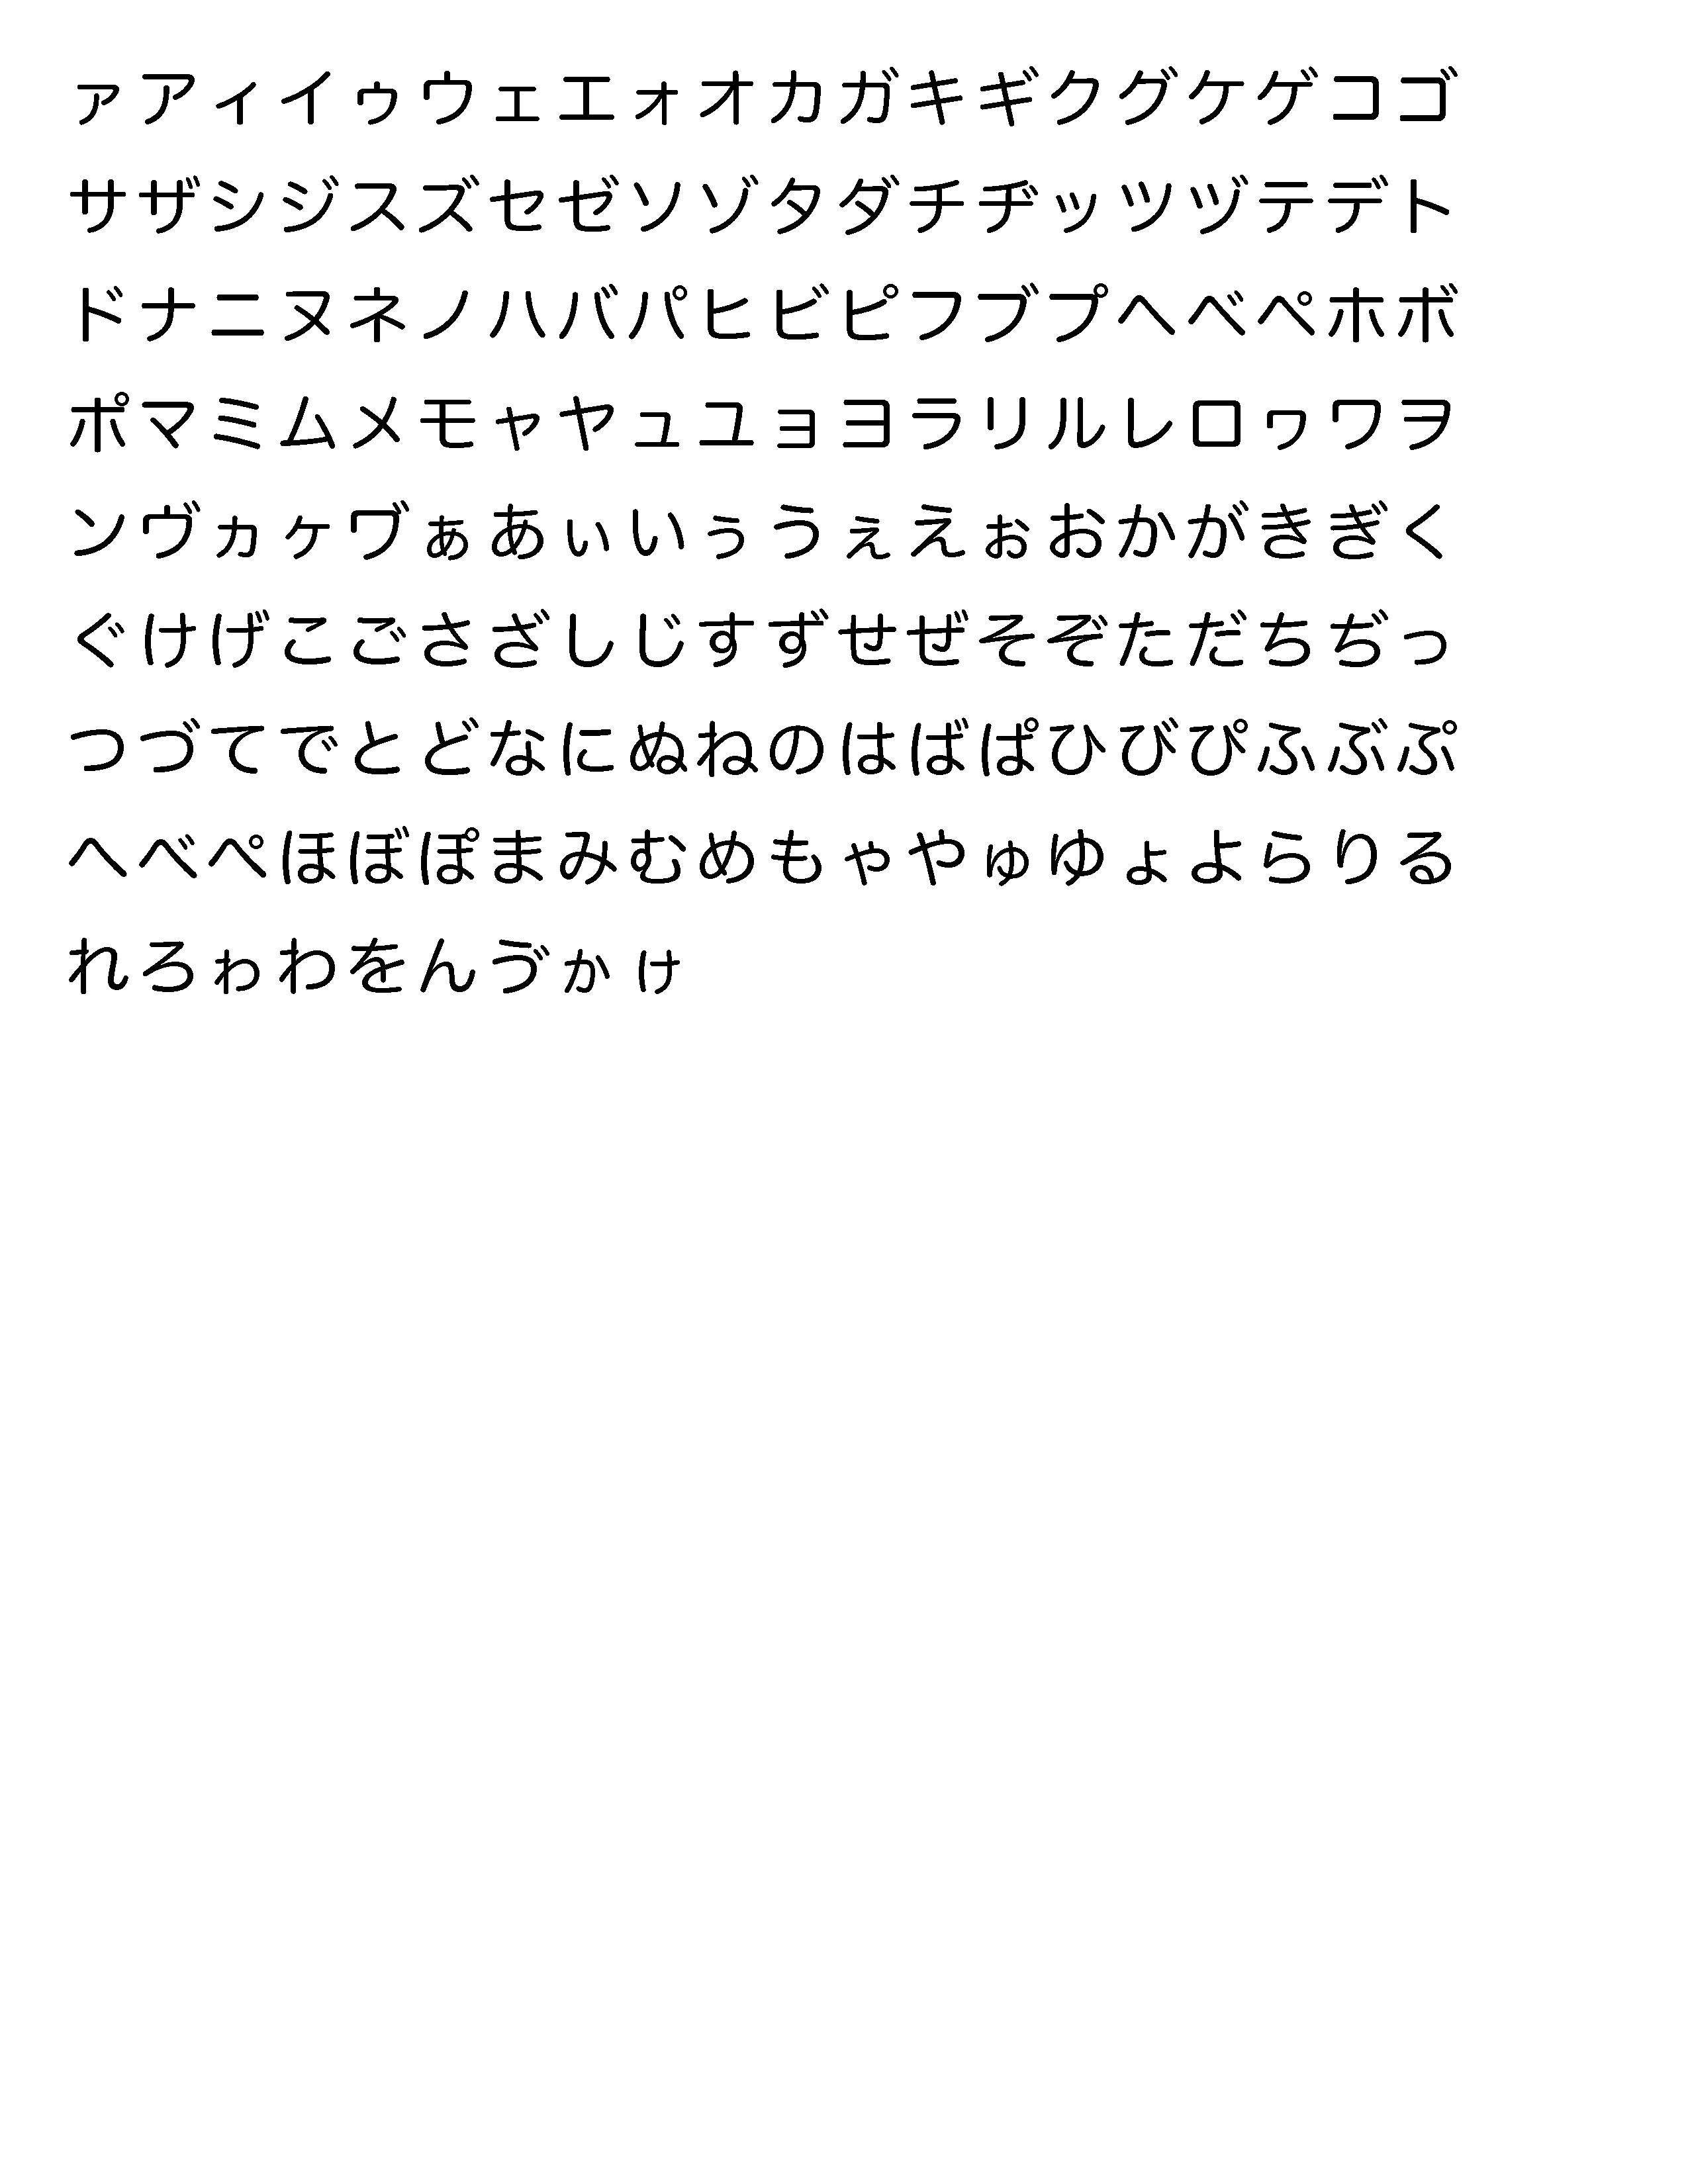 ァアィイゥウェエォオカガキギクグケゲコゴ
サザシジスズセゼソゾタダチヂッツヅテデト
ドナニヌネノハバパヒビピフブプヘベペホボ
ポマミムメモャヤュユョヨラリルレロヮワヲ
ンヴヵヶヷぁあぃいぅうぇえぉおかがきぎく
ぐけげこごさざしじすずせぜそぞただちぢっ
つづてでとどなにぬねのはばぱひびぴふぶぷ
へべぺほぼぽまみむめもゃやゅゆょよらりる
れろゎわをんゔゕゖ